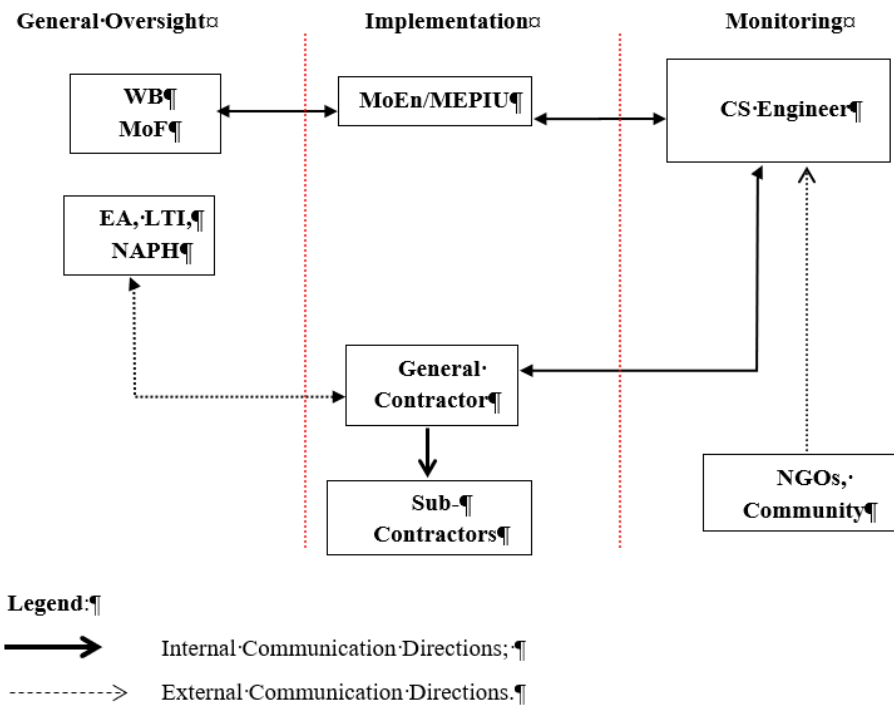 General·Oversight¤
Implementation¤
Monitoring¤
WB¶
MoF¶
MoEn/MEPIU¶
CS·Engineer¶
EA,·LTI,¶
NAPH¶
General·
Contractor¶
Sub-¶
Contractors¶
NGOs,·
Community¶
Legend:¶
Internal·Communication·Directions;·¶
External·Communication·Directions.¶